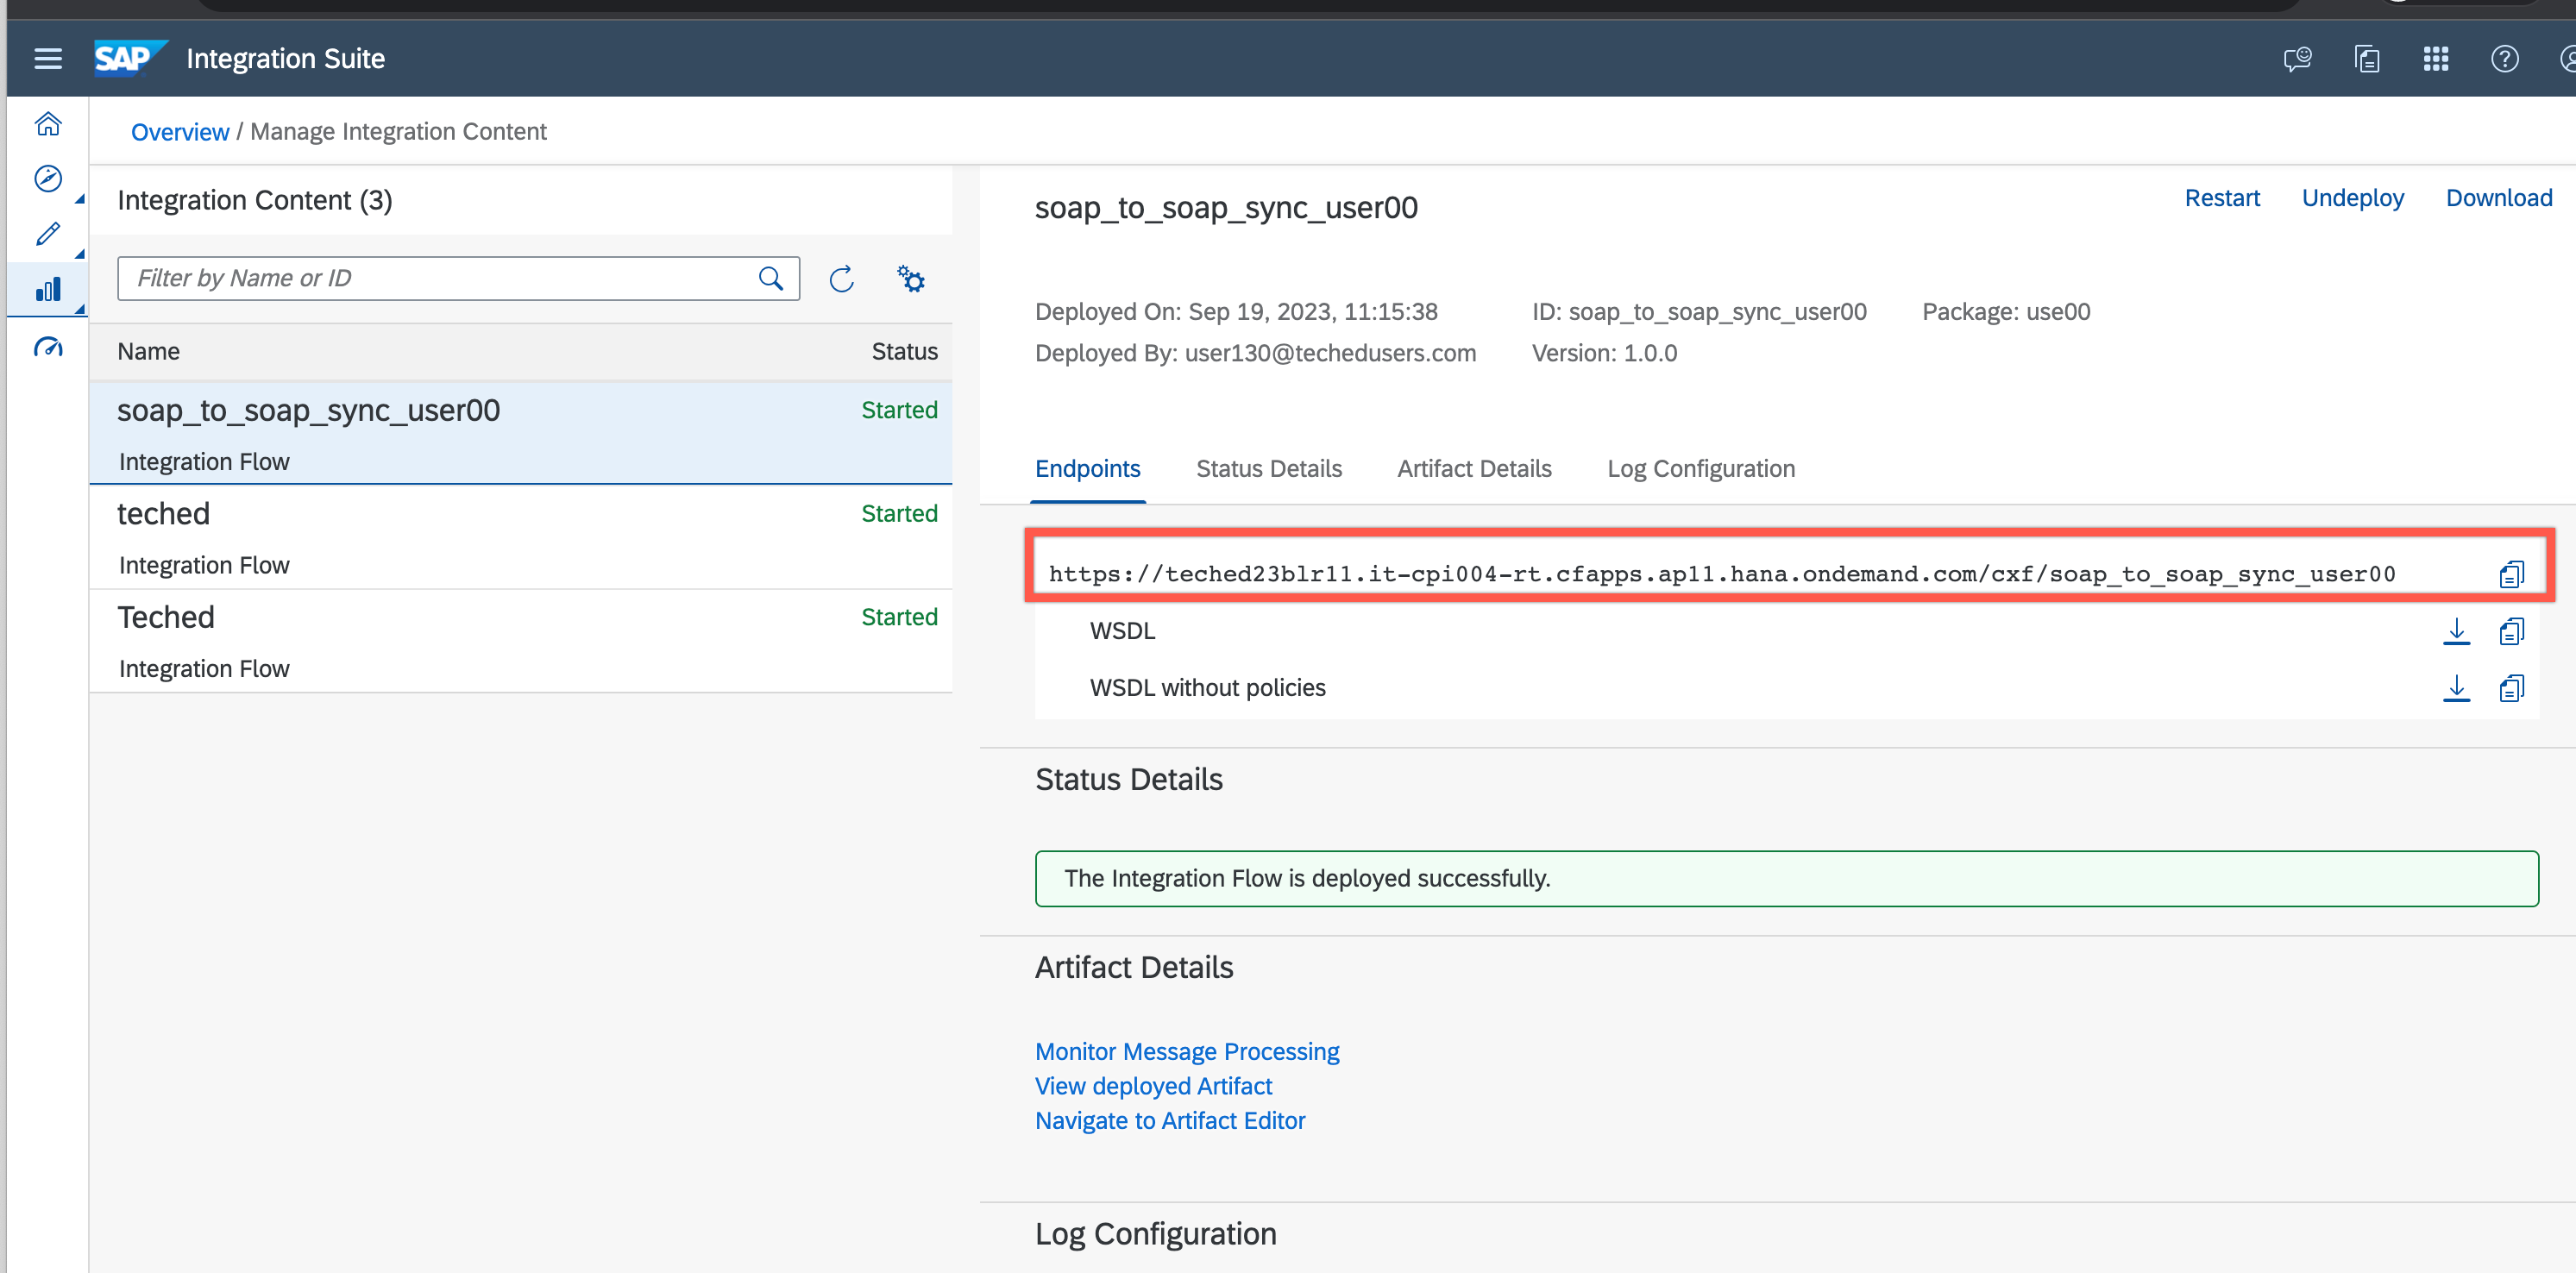 SAP Integration Suite
Overview / Manage Integration Content
Integration Content (3)
Filter by Name or ID
Name Status
soap_to_soap_sync_user00 Started
Integration Flow
teched Started
Integration Flow
Teched Started
Integration Flow
soap_to_soap_sync_user00
Restart Undeploy Download
Deployed On: Sep 19, 2023, 11:15:38 ID: soap_to_soap_sync_user00 Package: use00
Deployed By: user130@techedusers.com Version: 1.0.0
Endpoints Status Details Artifact Details Log Configuration
https://teched23blr11.it-cpi004-rt.cfapps.ap11.hana.ondemand.com/cxf/soap_to_soap_sync_user00
WSDL
WSDL without policies
Status Details
The Integration Flow is deployed successfully.
Artifact Details
Monitor Message Processing
View deployed Artifact
Navigate to Artifact Editor
Log Configuration